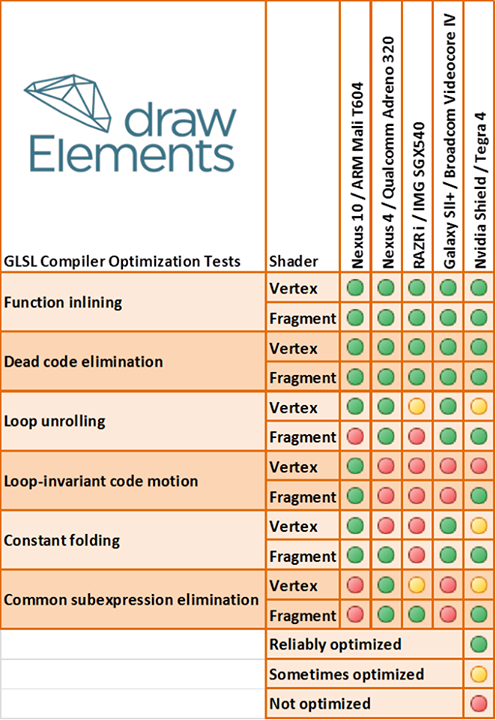 draw
Elements
GLSL Compiler Optimization Tests
Shader
Nexus 10 / ARM Mali T604
Nexus 4 / Qualcomm Adreno 320
RAZR i / IMG SGX540
Galaxy SII+ / Broadcom Videocore IV
Nvidia Shield / Tegra 4
Function inlining
Vertex
Fragment
Dead code elimination
Vertex
Fragment
Loop unrolling
Vertex
Fragment
Loop-invariant code motion
Vertex
Fragment
Constant folding
Vertex
Fragment
Common subexpression elimination
Vertex
Fragment
Reliably optimized
Sometimes optimized
Not optimized